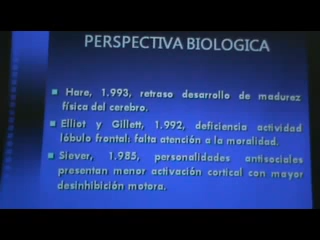 PERSPECTIVA BIOLOGICA
Hare, 1.993, retraso desarrollo de madurez
física del cerebro.
Elliot y Gillett, 1.992, deficiencia actividad
lóbulo frontal: falta atención a la moralidad.
Siever, 1.985, personalidades antisociales
presentan menor activación cortical con mayor
desinhibición motora.